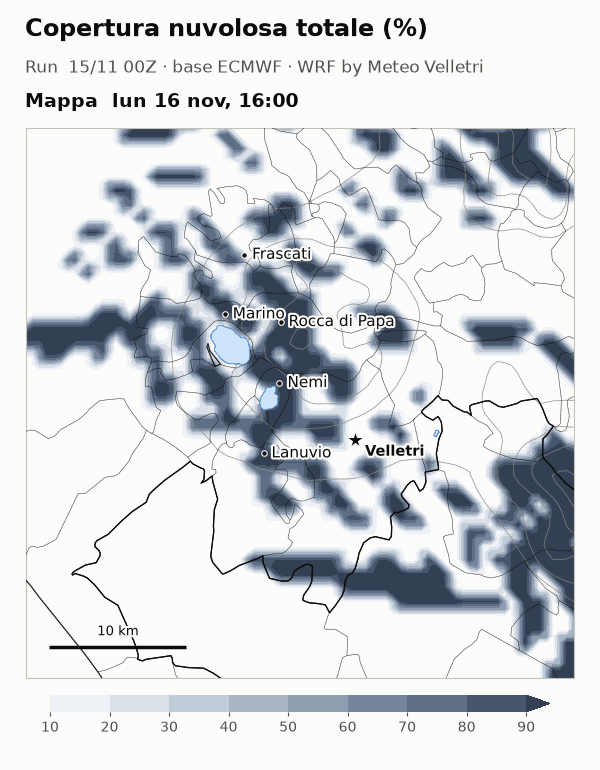 Copertura nuvolosa totale (%)
Run  15/11 00Z · base ECMWF · WRF by Meteo Velletri
Mappa  lun 16 nov, 16:00
Frascati
Marino
Rocca di Papa
Nemi
Velletri
Lanuvio
10 km
10 20 30 40 50 60 70 80 90